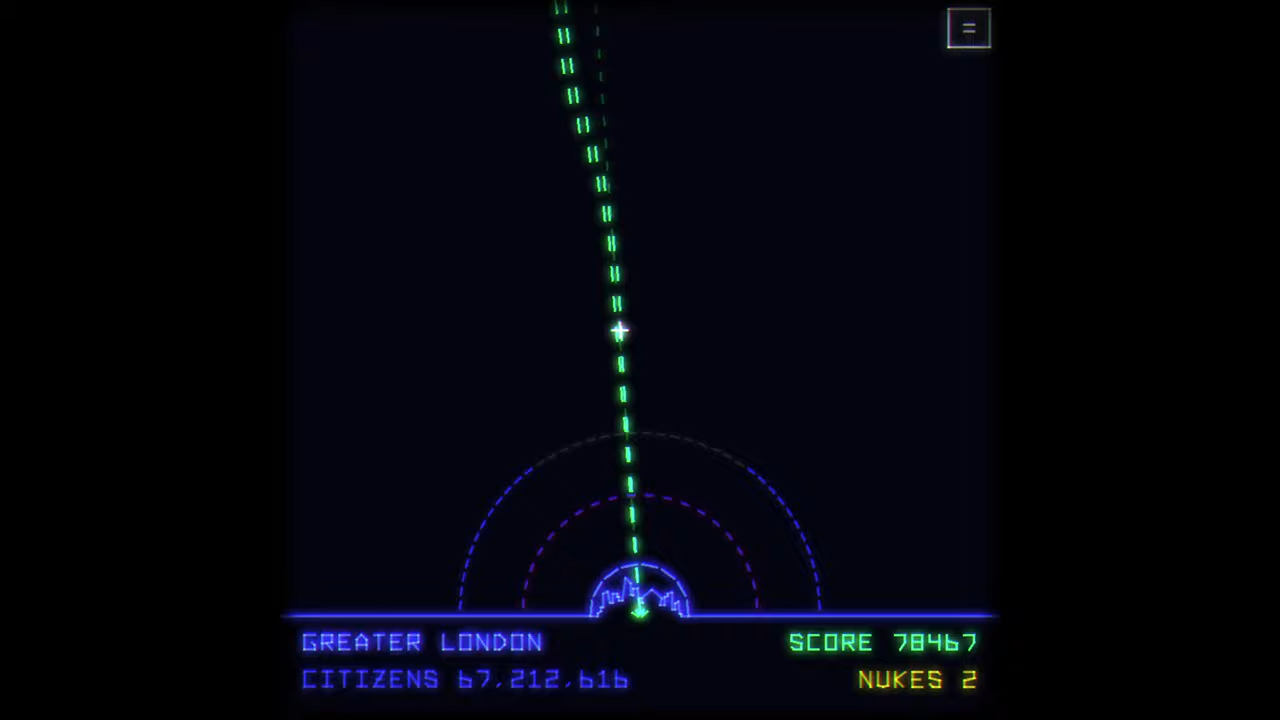 GREATER LONDON
SCORE 78467
CITIZENS 67,212,616
NUKES 2